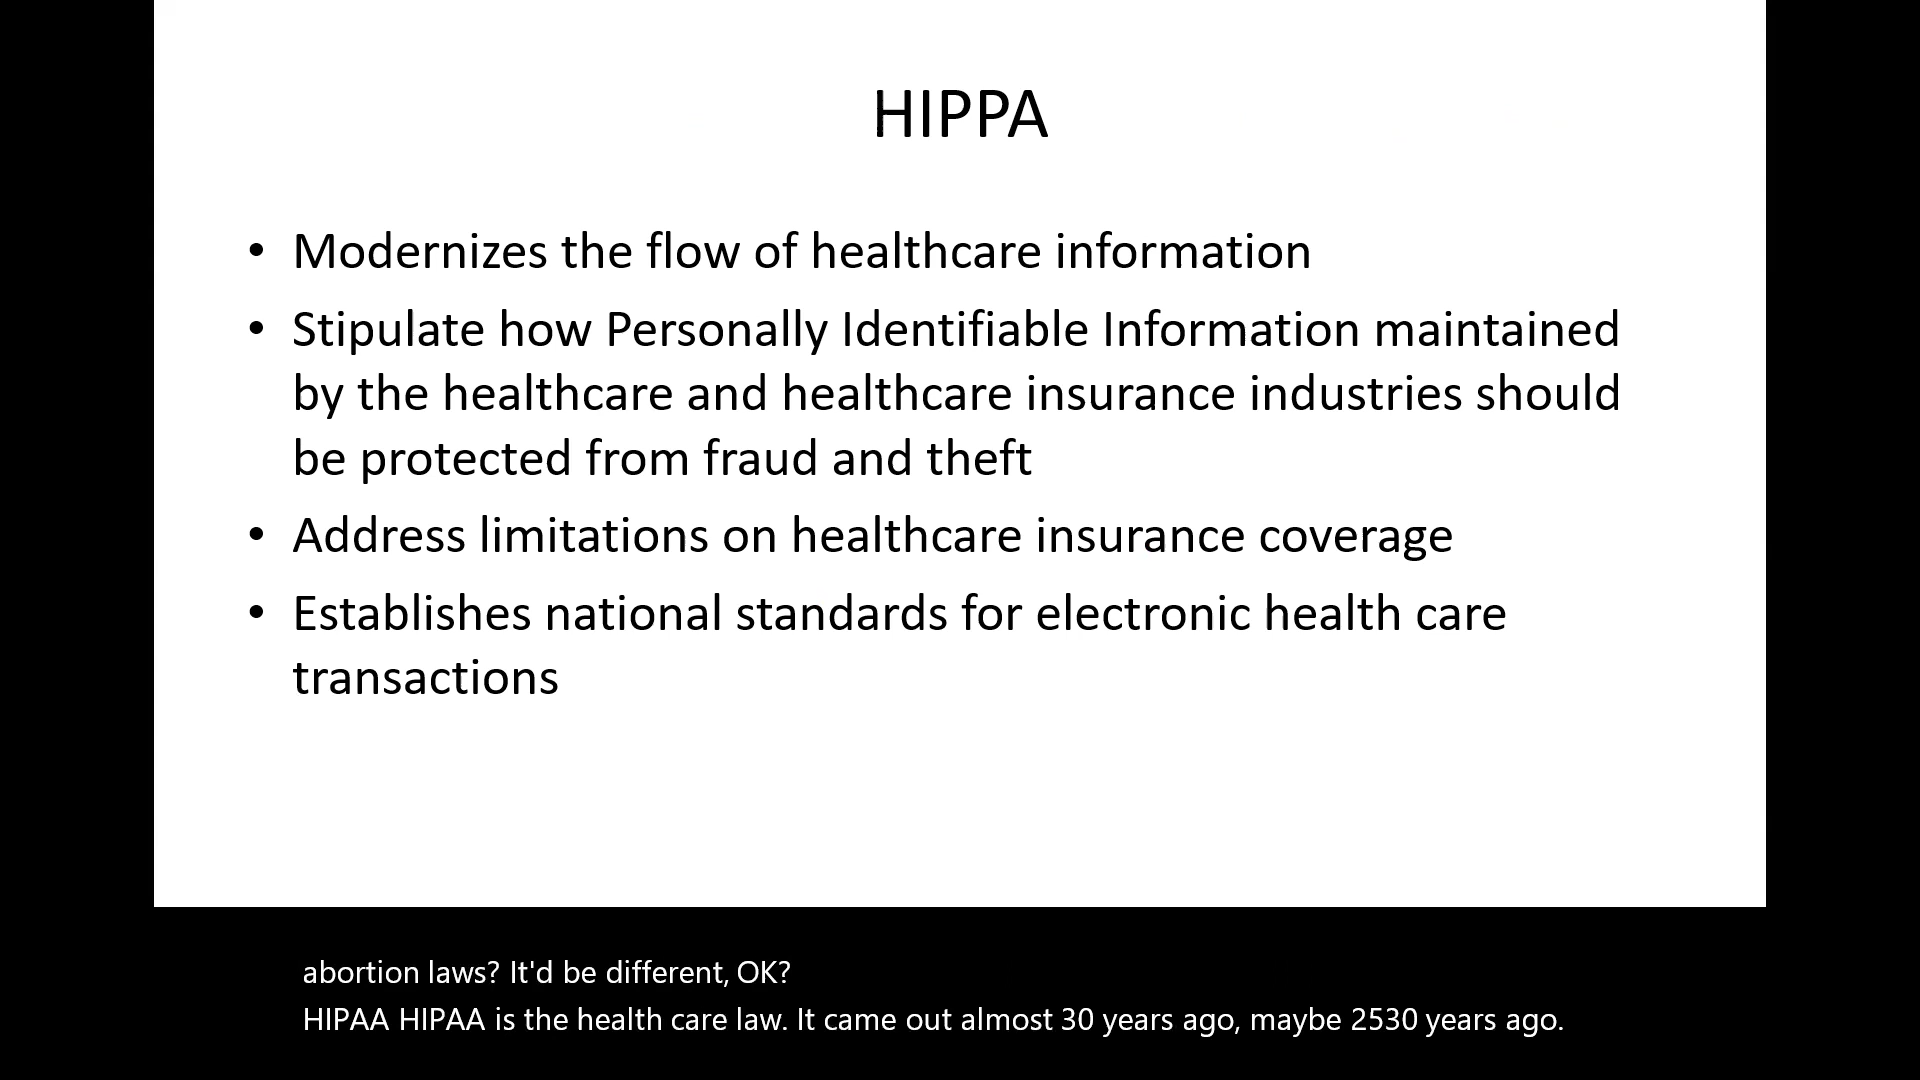 HIPPA
• Modernizes the flow of healthcare information
• Stipulate how Personally Identifiable Information maintained
by the healthcare and healthcare insurance industries should
be protected from fraud and theft
• Address limitations on healthcare insurance coverage
• Establishes national standards for electronic health care
transactions
abortion laws? It'd be different, OK?
HIPAA HIPAA is the health care law. It came out almost 30 years ago, maybe 2530 years ago.